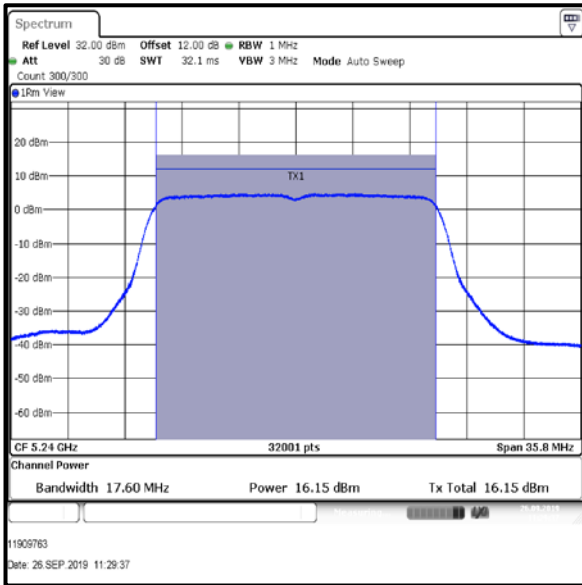 Spectrum
Ref Level 32.00 dBm Offset 12.00 dB RBW 1 MHz
Att 30 dB SWT 32.1 ms VBW 3 MHz Mode Auto Sweep
Count 300/300
1Rm View
20 dBm
TX1
10 dBm
0 dBm
-10 dBm
-20 dBm
-30 dBm
-40 dBm
-50 dBm
-60 dBm
CF 5.24 GHz 32001 pts Span 35.8 MHz
Channel Power
Bandwidth 17.60 MHz Power 16.15 dBm Tx Total 16.15 dBm
11909763
Date: 26.SEP.2019 11:29:37